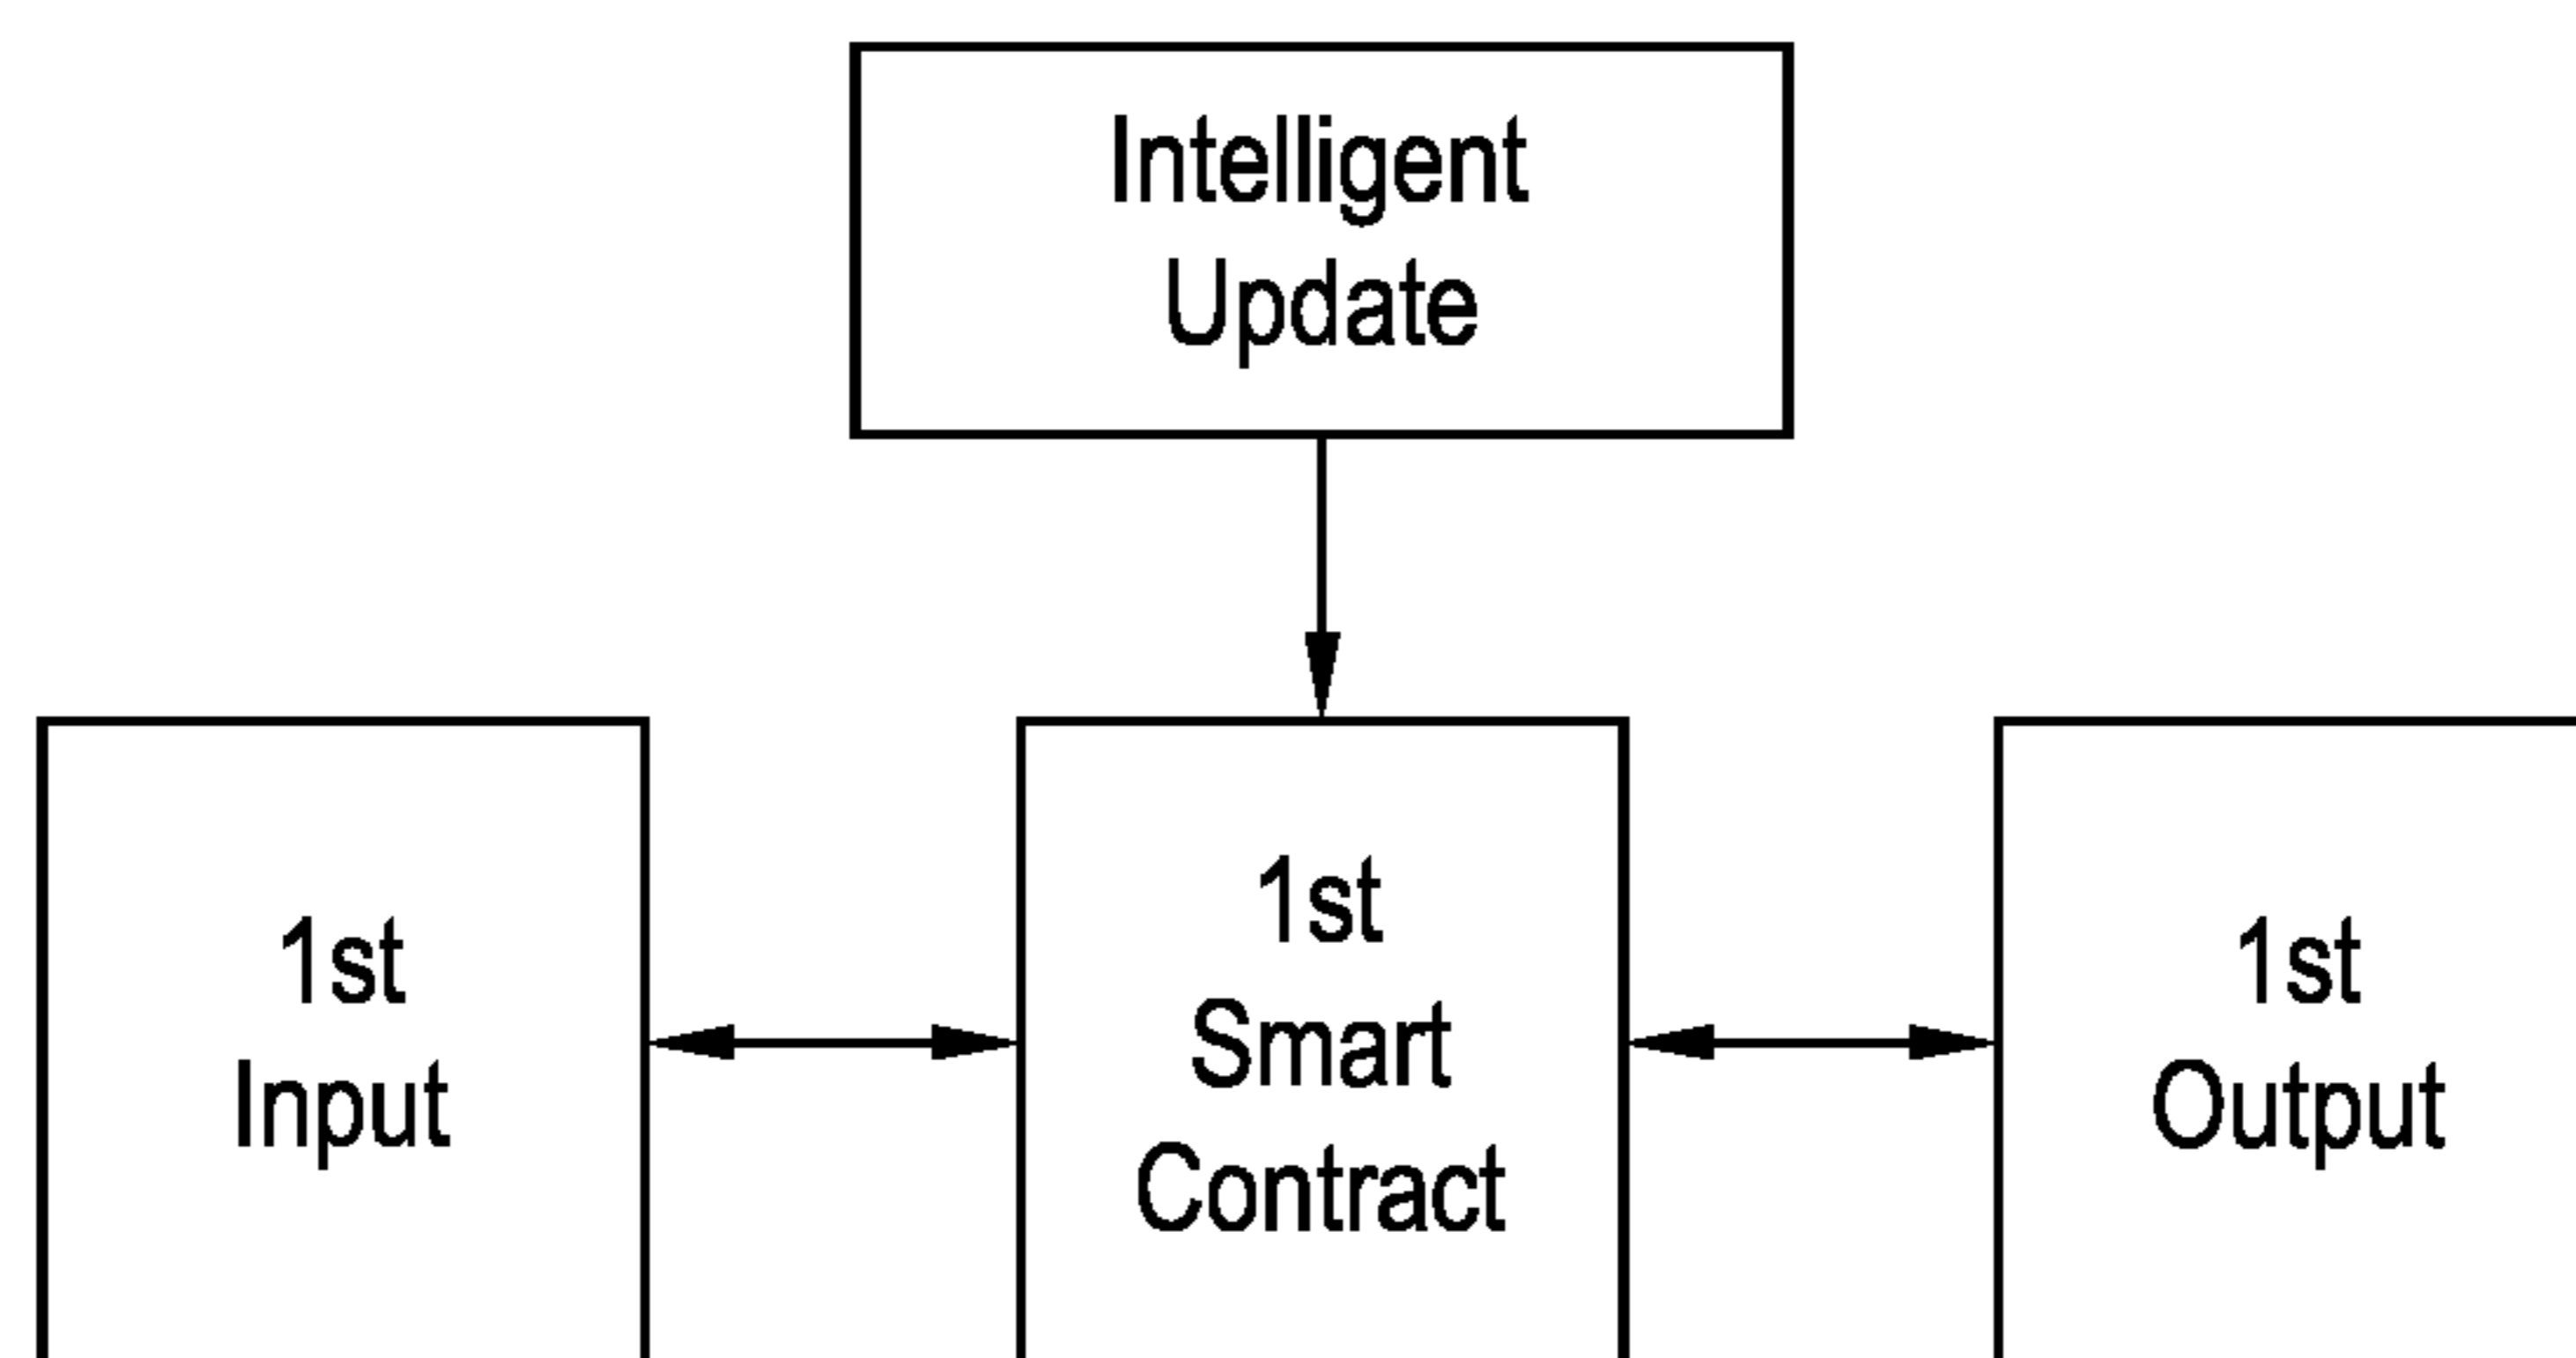 Intelligent
Update
1st
Input
1st
Smart
Contract
1st
Output